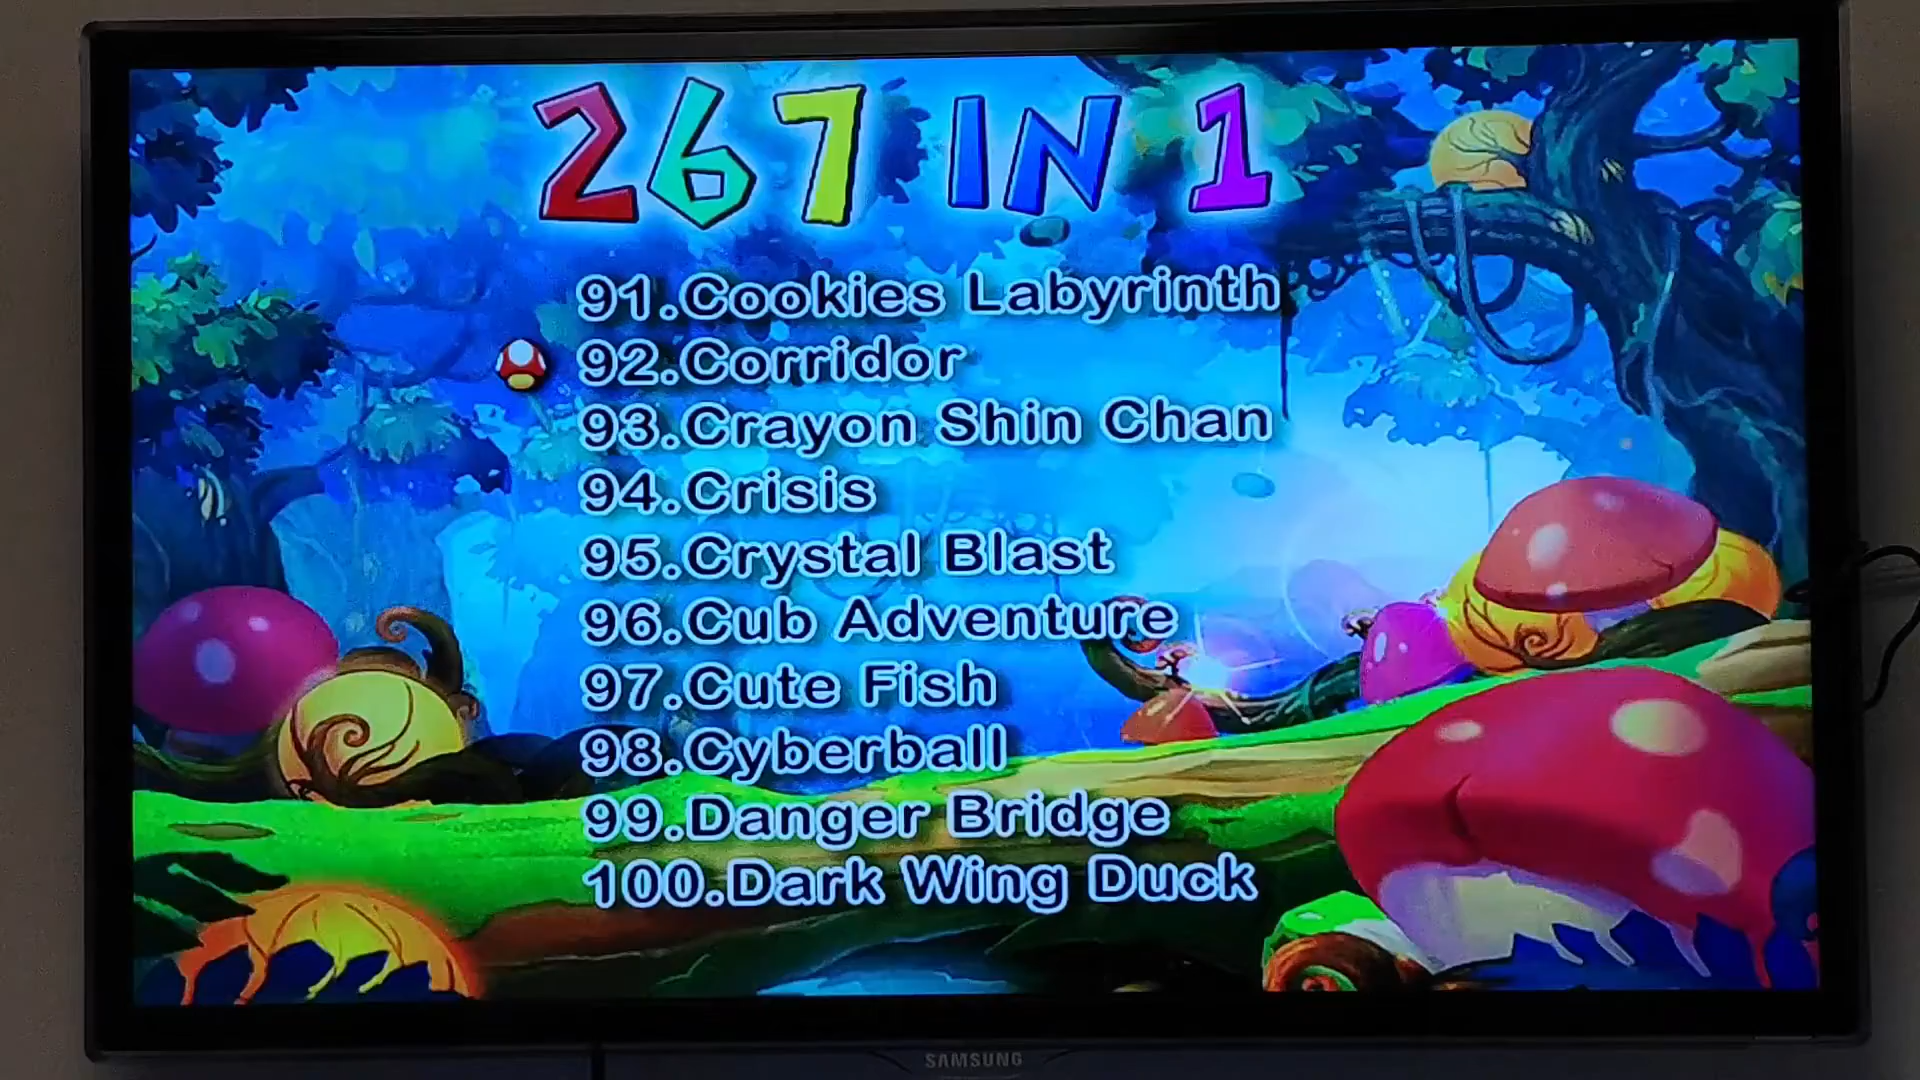 267 IN 1
91.Cookies Labyrinth
92.Corridor
93.Crayon Shin Chan
94.Crisis
95.Crystal Blast
96.Cub Adventure
97.Cute Fish
98.Cyberball
99.Danger Bridge
100.Dark Wing Duck
SAMSUNG